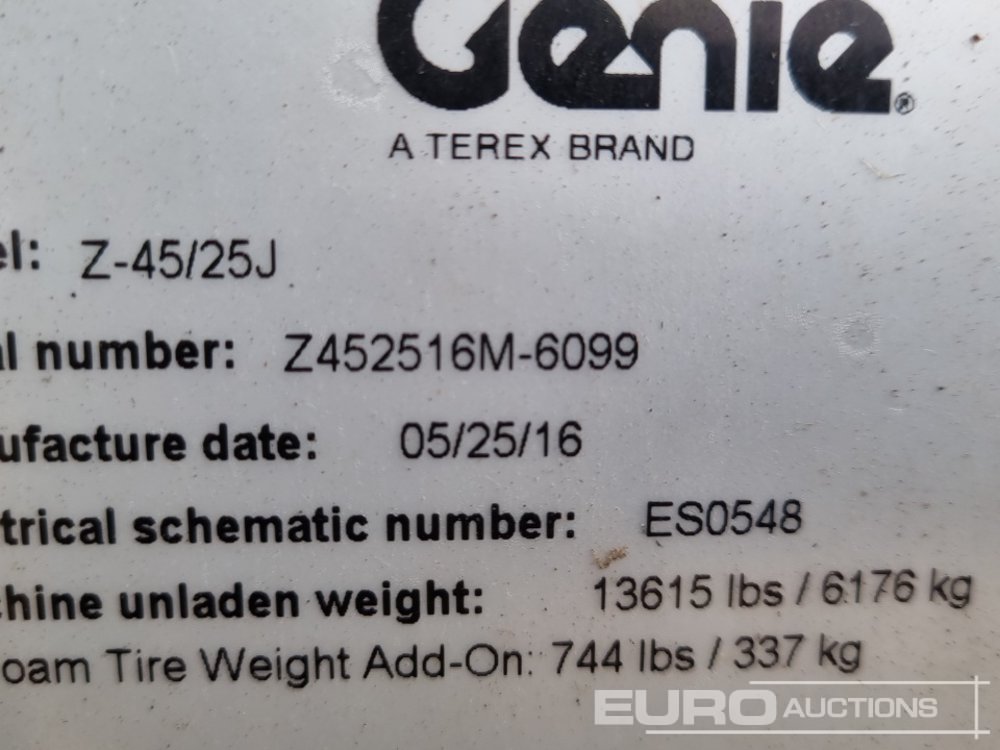 Genie®
A TEREX BRAND
el: Z-45/25J
al number: Z452516M-6099
ufacture date: 05/25/16
trical schematic number: ES0548
chine unladen weight: 13615 lbs / 6176 kg
oam Tire Weight Add-On: 744 lbs / 337 kg
EURO AUCTIONS